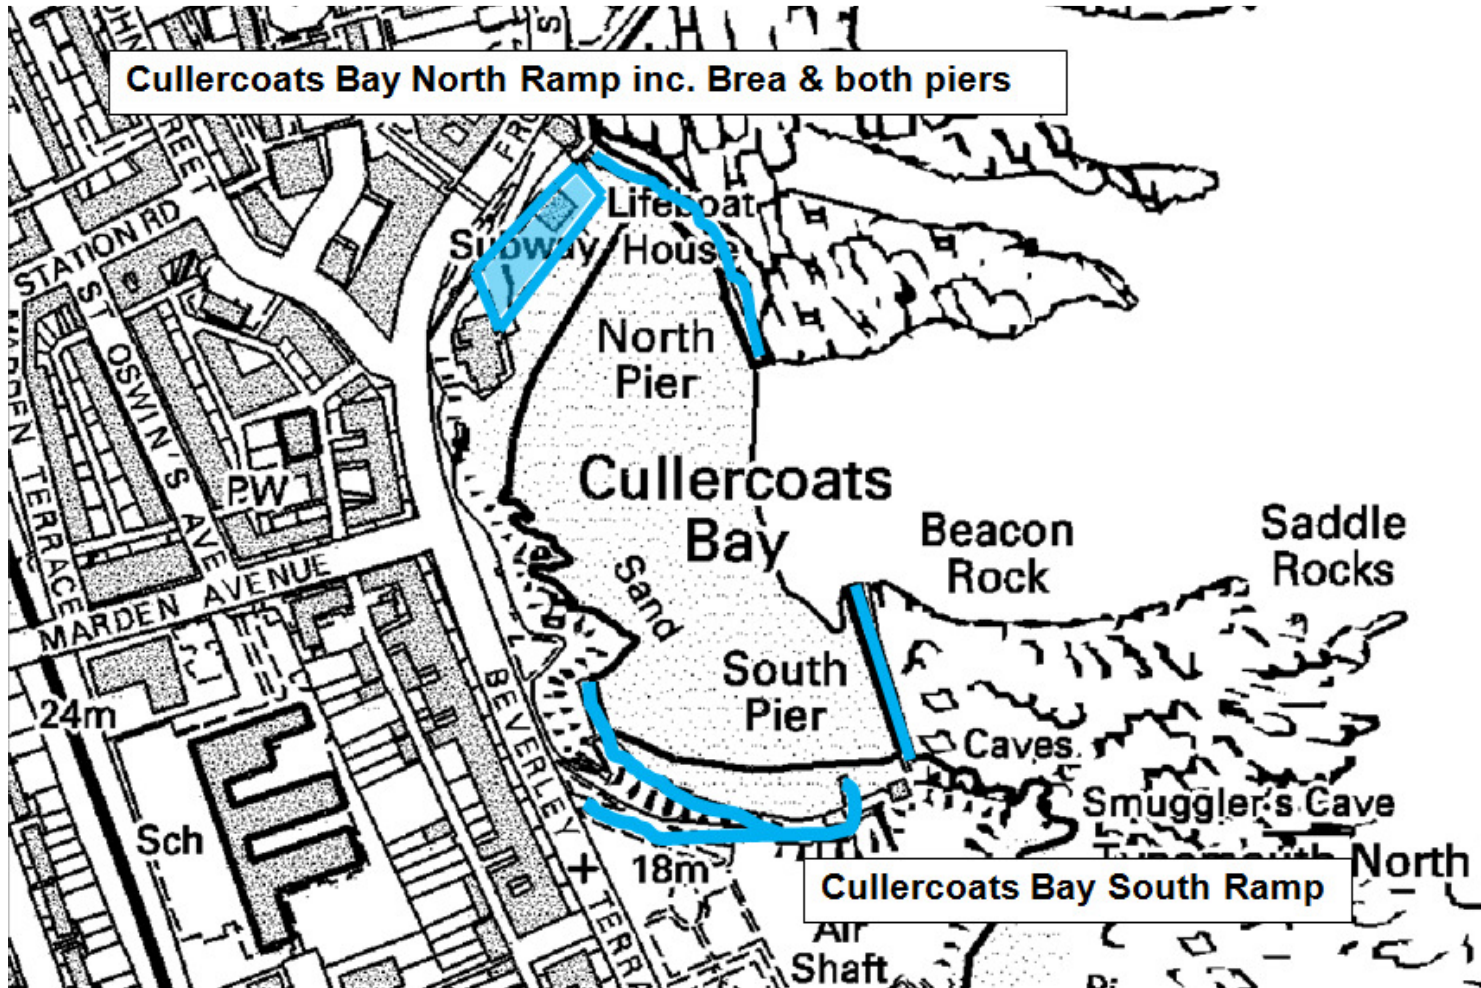 Cullercoats Bay North Ramp inc. Brea & both piers
STATION RD
Subway
Lifeboat
House
North
Pier
ST OSWIN'S AVE
PW
Cullercoats
Bay
Beacon
Rock
Saddle
Rocks
Sand
TERRACE
MARDEN AVENUE
South
Pier
24m
BEVERLEY
Caves
Smuggler's Cave
Sch
18m
Tynemouth North
Cullercoats Bay South Ramp
Air
Shaft